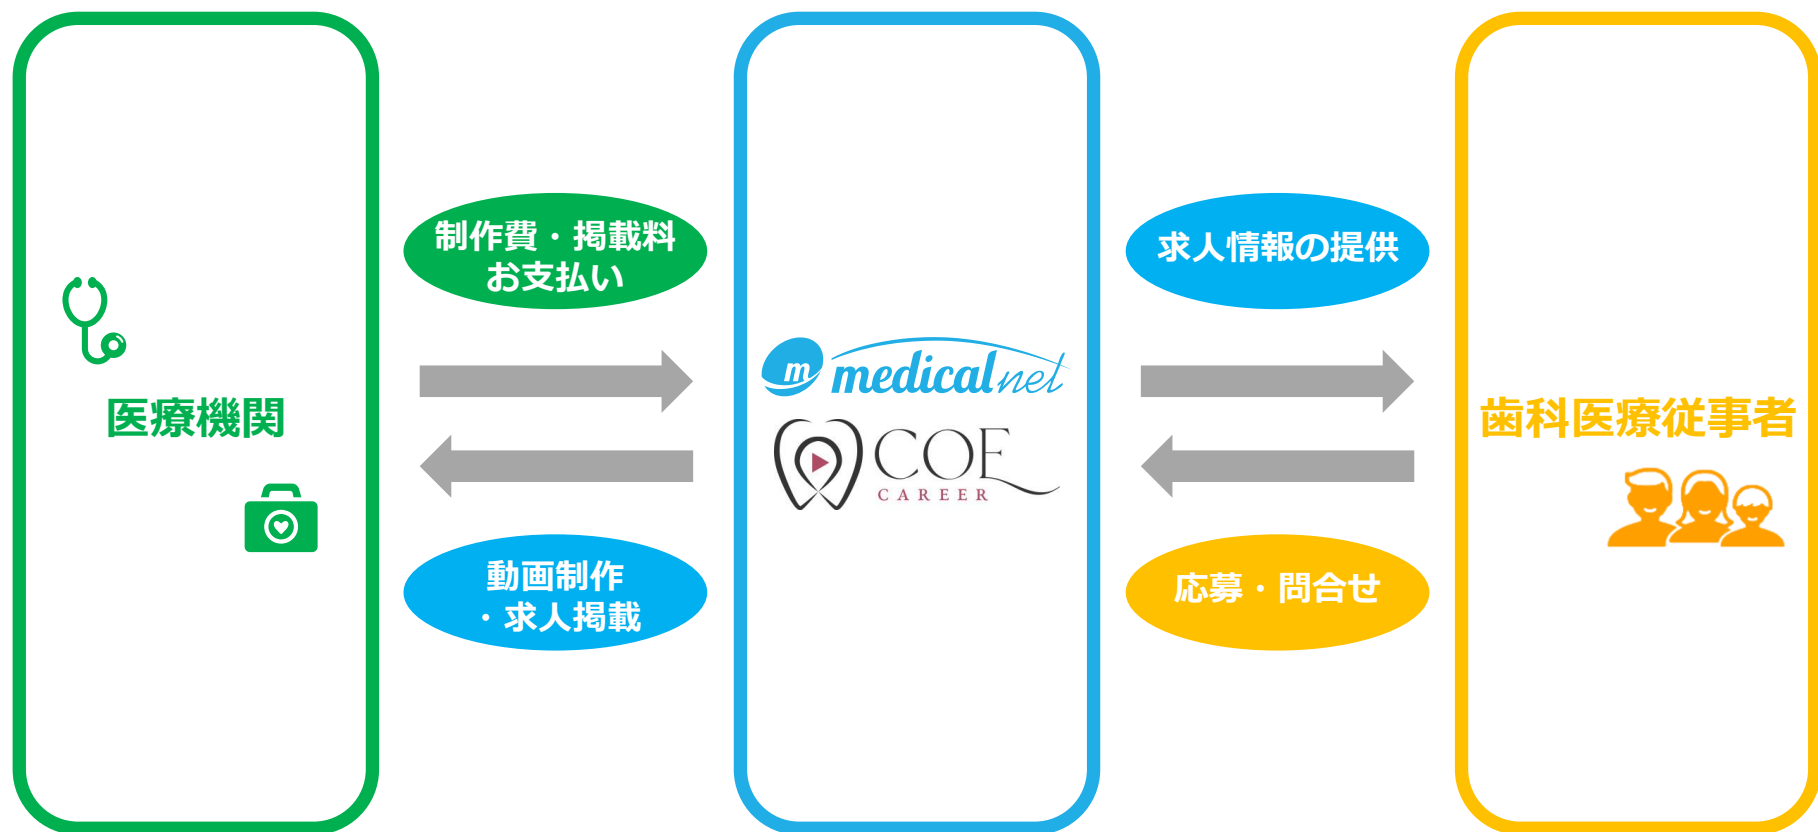 医療機関
制作費・掲載料
お支払い
動画制作
・求人掲載
m medicalnet
COE
CAREER
求人情報の提供
応募・問合せ
歯科医療従事者